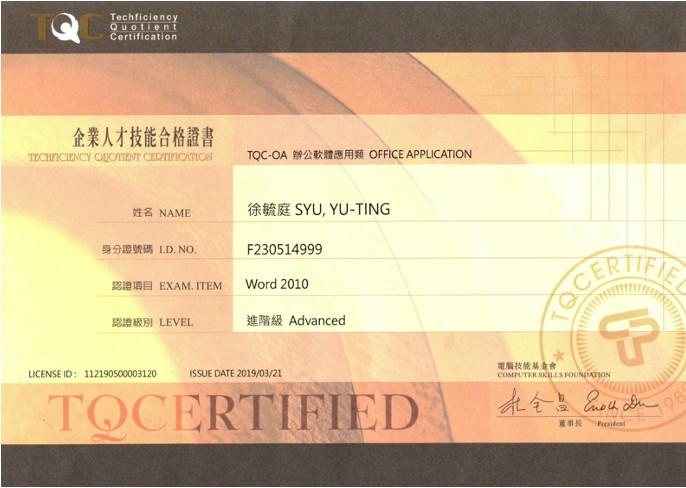 TQC
Techficiency
Quotient
Certification
企業人才技能合格證書
TECHFICIENCY QUOTIENT CERTIFICATION
TQC-OA 辦公軟體應用類 OFFICE APPLICATION
姓名 NAME 徐毓庭 SYU, YU-TING
身分證號碼 I.D. NO. F230514999
認證項目 EXAM. ITEM Word 2010
認證級別 LEVEL 進階級 Advanced
TQCERTIFIED
LICENSE ID : 112190500003120 ISSUE DATE 2019/03/21
電腦技能基金會
COMPUTER SKILLS FOUNDATION
TQCERTIFIED
董事長 President